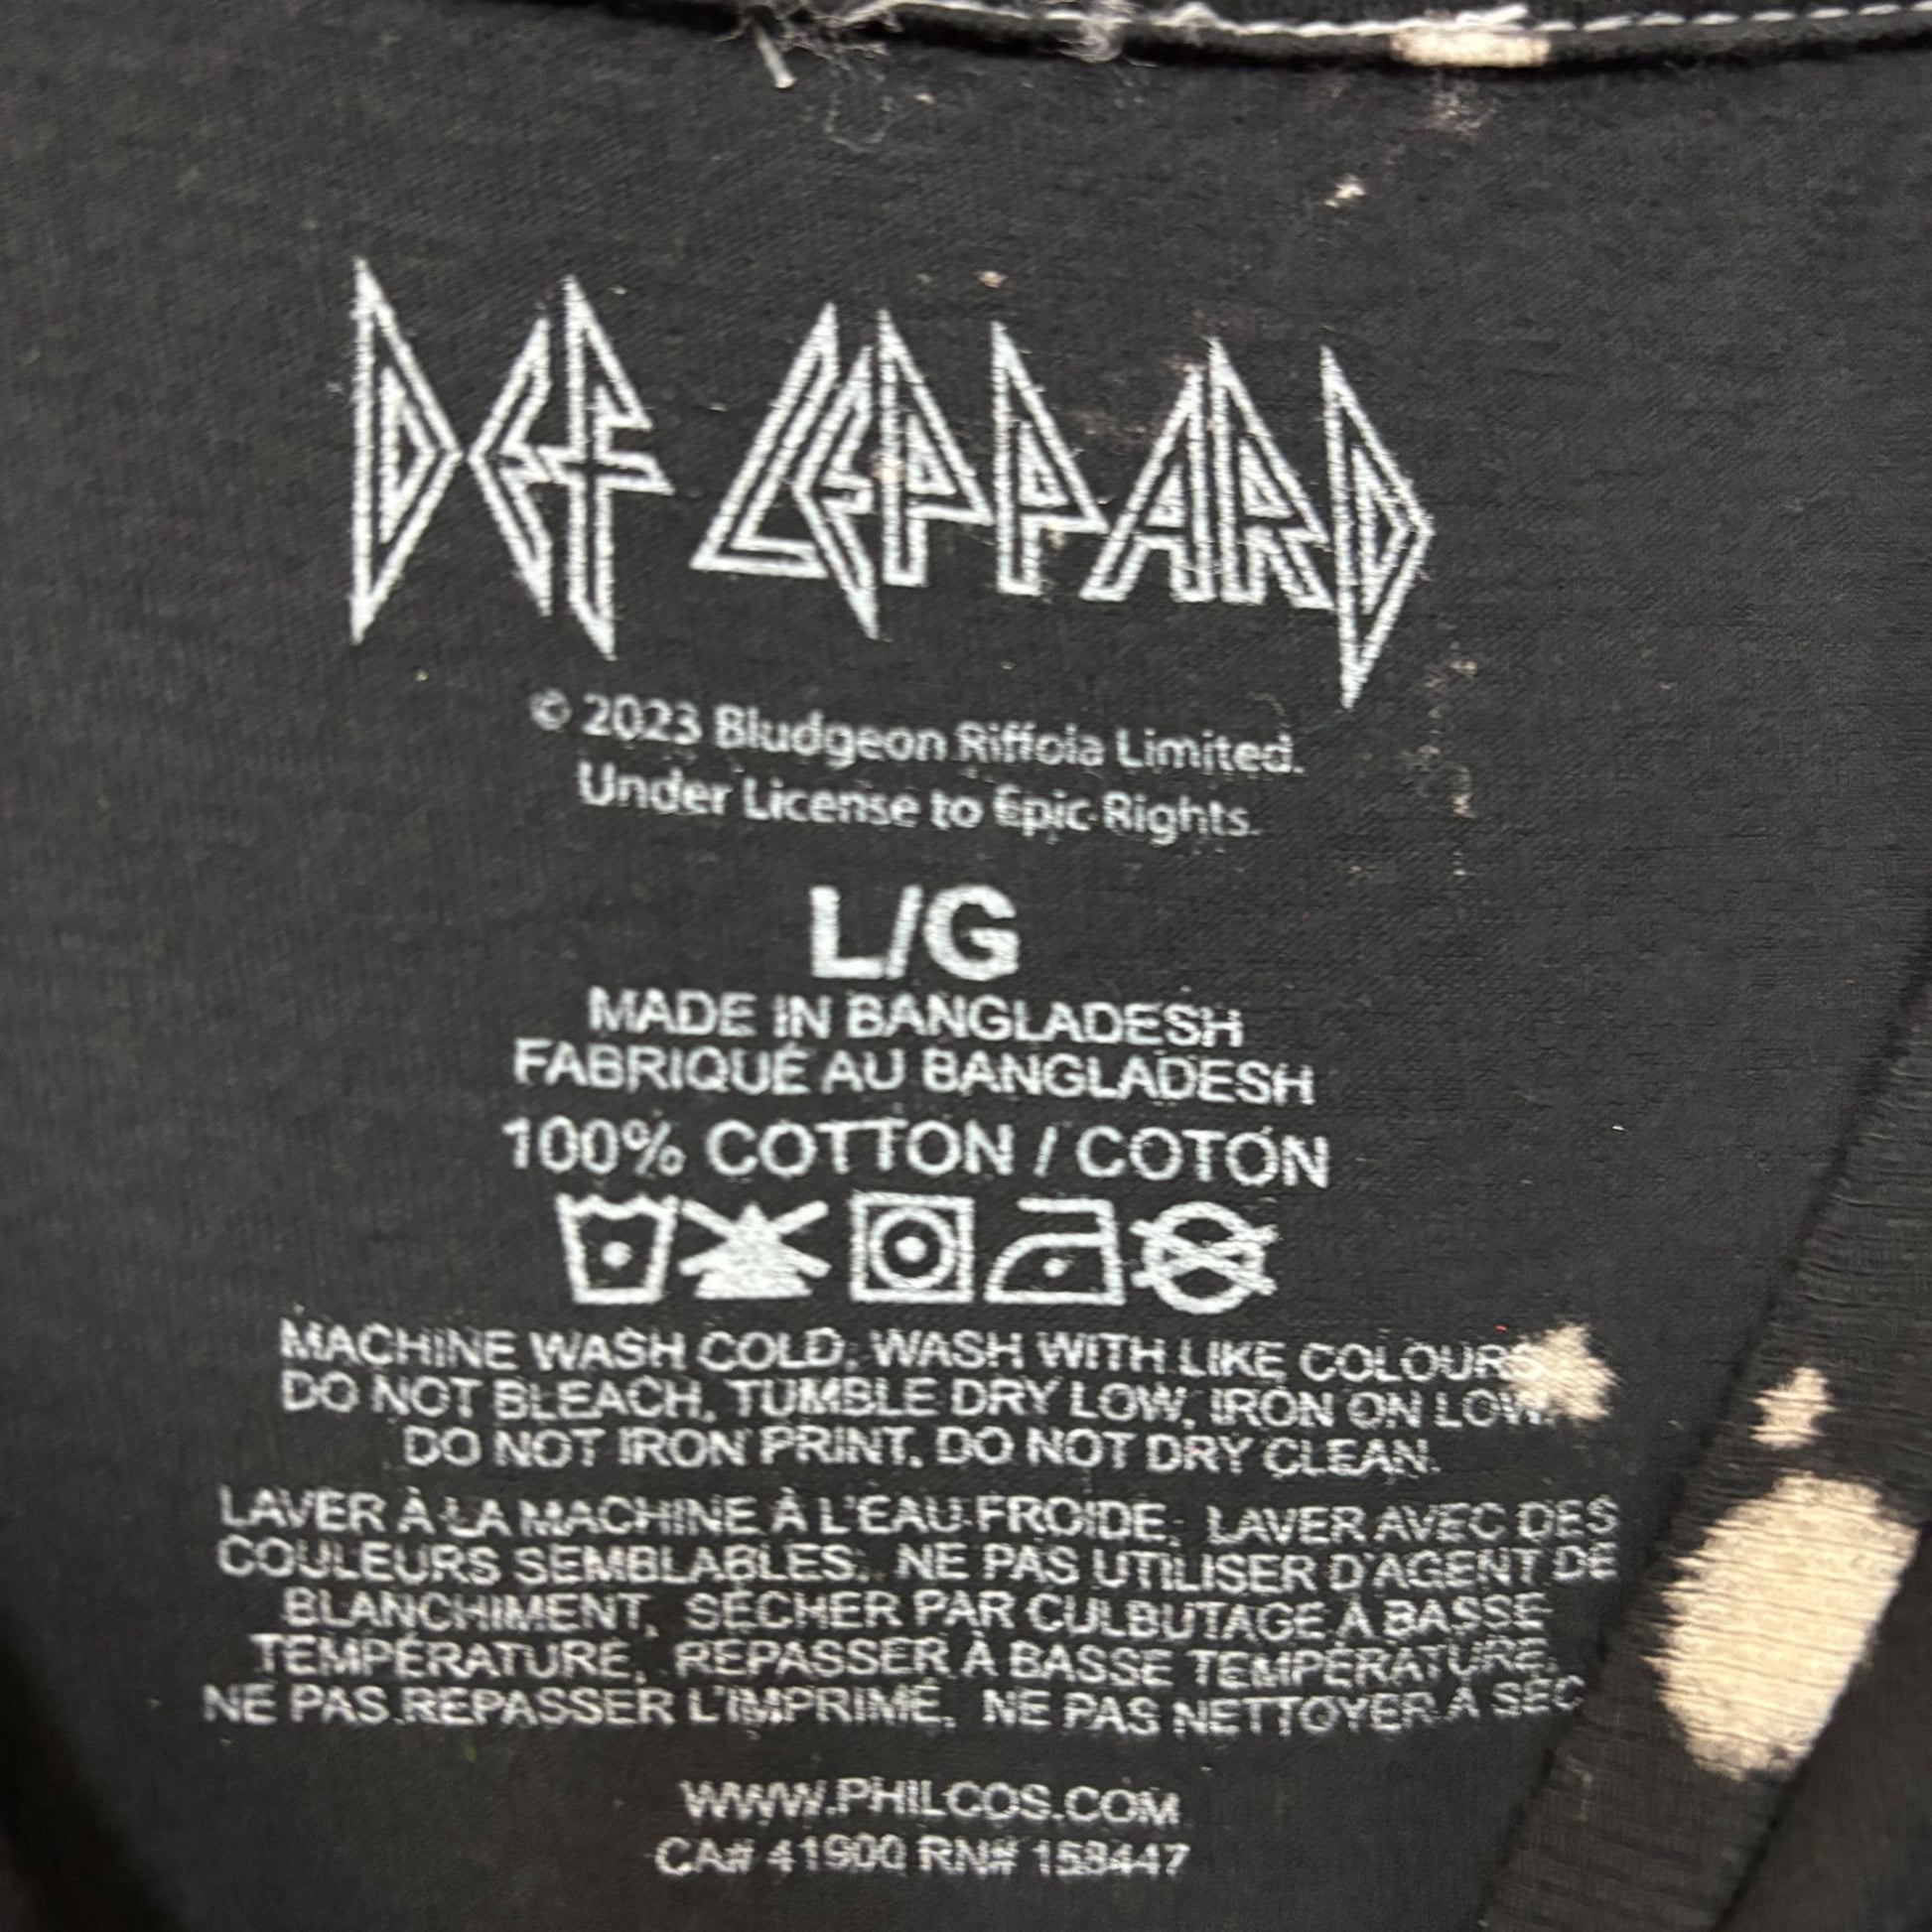 DEF LEPPARD
© 2023 Bludgeon Riffola Limited.
Under License to Epic Rights.
L/G
MADE IN BANGLADESH
FABRIQUÉ AU BANGLADESH
100% COTTON / COTON
MACHINE WASH COLD, WASH WITH LIKE COLOURS
DO NOT BLEACH, TUMBLE DRY LOW, IRON ON LOW,
DO NOT IRON PRINT, DO NOT DRY CLEAN.
LAVER À LA MACHINE À L'EAU FROIDE, LAVER AVEC DES
COULEURS SEMBLABLES, NE PAS UTILISER D'AGENT DE
BLANCHIMENT, SÉCHER PAR CULBUTAGE À BASSE
TEMPÉRATURE, REPASSER À BASSE TEMPÉRATURE,
NE PAS REPASSER L'IMPRIMÉ, NE PAS NETTOYER À SEC
WWW.PHILCOS.COM
CA# 41900 RN# 158447